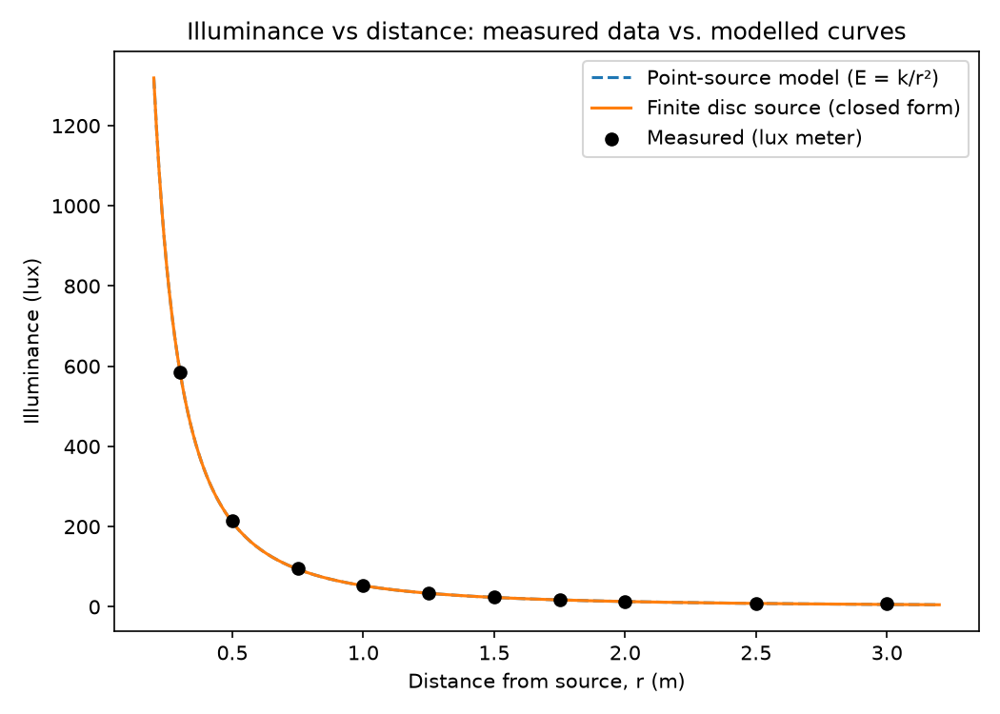 Illuminance vs distance: measured data vs. modelled curves
Point-source model (E = k/r²)
Finite disc source (closed form)
Measured (lux meter)
Illuminance (lux)
1200
1000
800
600
400
200
0
0.5 1.0 1.5 2.0 2.5 3.0
Distance from source, r (m)